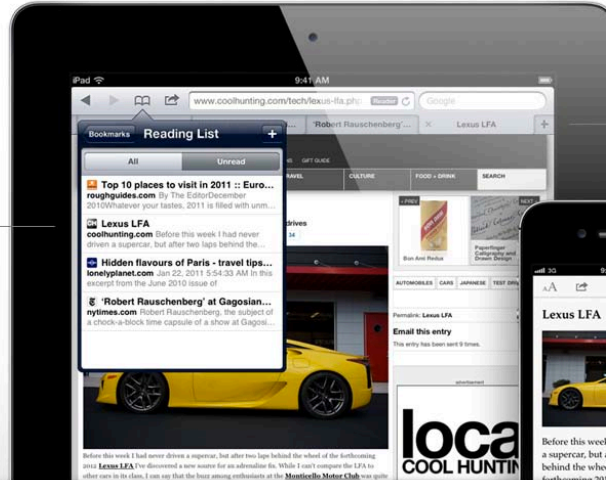 iPad
9:41 AM
www.coolhunting.com/tech/lexus-lfa.php
Reader
Google
'Robert Rauschenberg'...
Lexus LFA
Bookmarks
Reading List
+
All
Unread
Top 10 places to visit in 2011 :: Euro...
roughguides.com By The EditorDecember
2010Whatever your tastes, 2011 is filled with unm...
CH Lexus LFA
coolhunting.com Before this week I had never
driven a supercar, but after two laps behind the...
Hidden flavours of Paris - travel tips...
lonelyplanet.com Jan 22, 2011 5:54:33 AM In this
excerpt from the June 2010 issue of
'Robert Rauschenberg' at Gagosian...
nytimes.com Robert Rauschenberg, the subject of
a chock-a-block time capsule of a show at Gagosi...
GIFT GUIDE
CULTURE
FOOD + DRINK
SEARCH
drives
34
‹ PREV
NEXT
Bon Ami Redux
Paperfinger
Calligraphy and
Drawn Design
AUTOMOBILES
CARS
JAPANESE
TEST
Permalink: Lexus LFA
Email this entry
This entry has been sent 9 times.
advertisement
loca
COOL HUNTIN
Before this week I had never driven a supercar, but after two laps behind the wheel of the forthcoming
2012 Lexus LFA I've discovered a new source for an adrenaline fix. While I can't compare the LFA to
other cars in its class, I can say that the buzz among enthusiasts at the Monticello Motor Club was quite
3G
9:
AA
Lexus LFA
Before this week
a supercar, but a
behind the whe
forthcoming 20